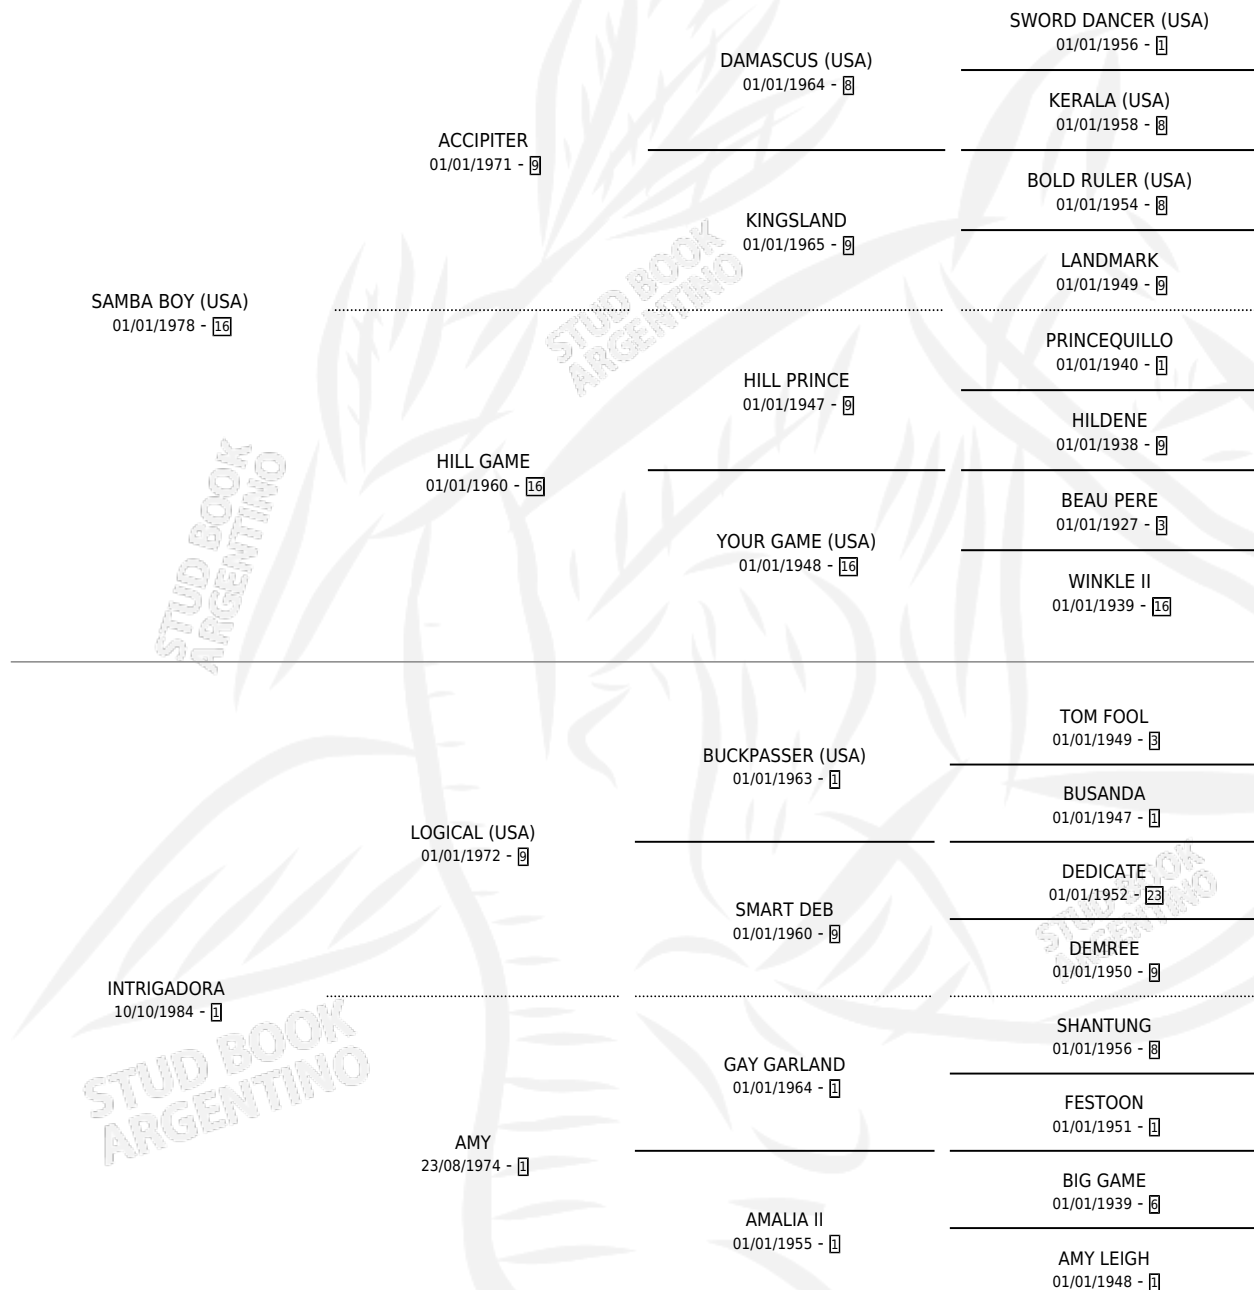 SWORD DANCER (USA)
01/01/1956 - 1
DAMASCUS (USA)
01/01/1964 - 8
KERALA (USA)
01/01/1958 - 8
ACCIPITER
01/01/1971 - 9
BOLD RULER (USA)
01/01/1954 - 8
KINGSLAND
01/01/1965 - 9
LANDMARK
01/01/1949 - 9
SAMBA BOY (USA)
01/01/1978 - 16
PRINCEQUILLO
01/01/1940 - 1
HILL PRINCE
01/01/1947 - 9
HILDENE
01/01/1938 - 9
HILL GAME
01/01/1960 - 16
BEAU PERE
01/01/1927 - 3
YOUR GAME (USA)
01/01/1948 - 16
WINKLE II
01/01/1939 - 16
TOM FOOL
01/01/1949 - 3
BUCKPASSER (USA)
01/01/1963 - 1
BUSANDA
01/01/1947 - 1
LOGICAL (USA)
01/01/1972 - 9
DEDICATE
01/01/1952 - 23
SMART DEB
01/01/1960 - 9
DEMREE
01/01/1950 - 9
INTRIGADORA
10/10/1984 - 1
SHANTUNG
01/01/1956 - 8
GAY GARLAND
01/01/1964 - 1
FESTOON
01/01/1951 - 1
AMY
23/08/1974 - 1
BIG GAME
01/01/1939 - 6
AMALIA II
01/01/1955 - 1
AMY LEIGH
01/01/1948 - 1
STUD BOOK
ARGENTINO
STUD BOOK
ARGENTINO
STUD BOOK
ARGENTINO
STUD BOOK
ARGENTINO